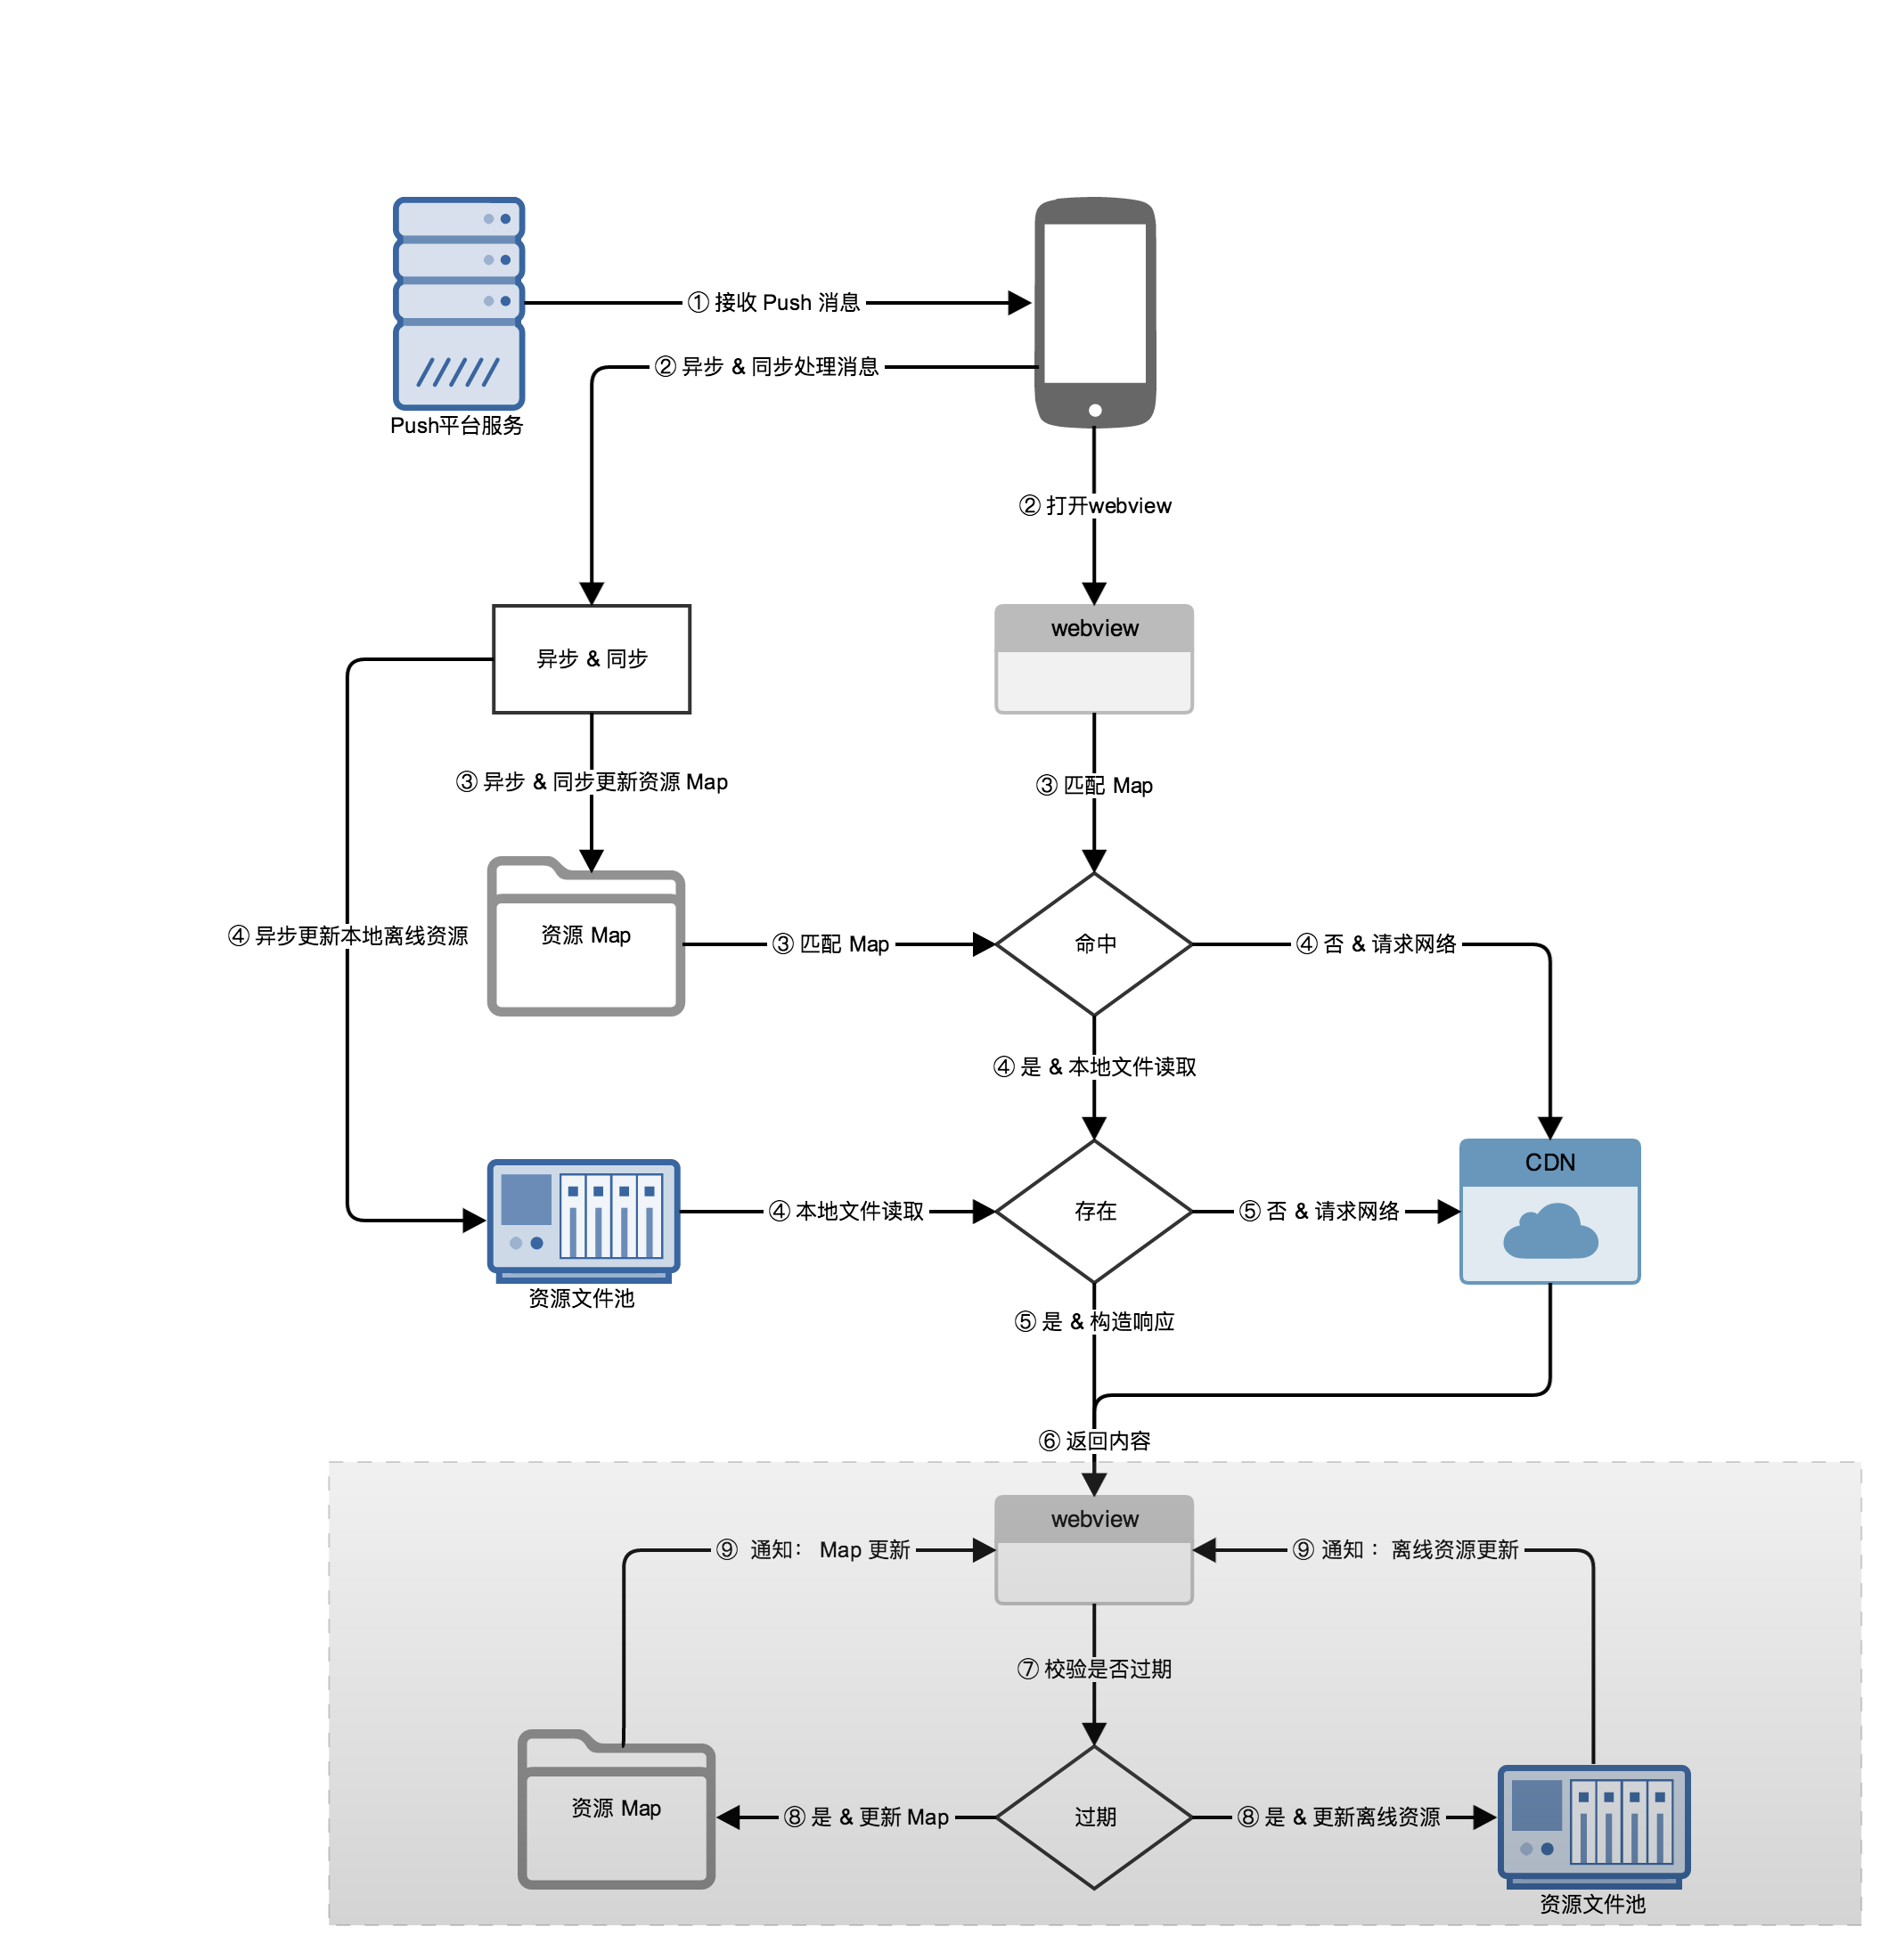 ① 接收 Push 消息
② 异步 & 同步处理消息
Push平台服务
② 打开webview
webview
异步 & 同步
③ 异步 & 同步更新资源 Map
③ 匹配 Map
④ 异步更新本地离线资源
资源 Map
③ 匹配 Map
命中
④ 否 & 请求网络
④ 是 & 本地文件读取
CDN
④ 本地文件读取
存在
⑤ 否 & 请求网络
资源文件池
⑤ 是 & 构造响应
⑥ 返回内容
webview
⑨ 通知： Map 更新
⑨ 通知：离线资源更新
⑦ 校验是否过期
资源 Map
⑧ 是 & 更新 Map
过期
⑧ 是 & 更新离线资源
资源文件池